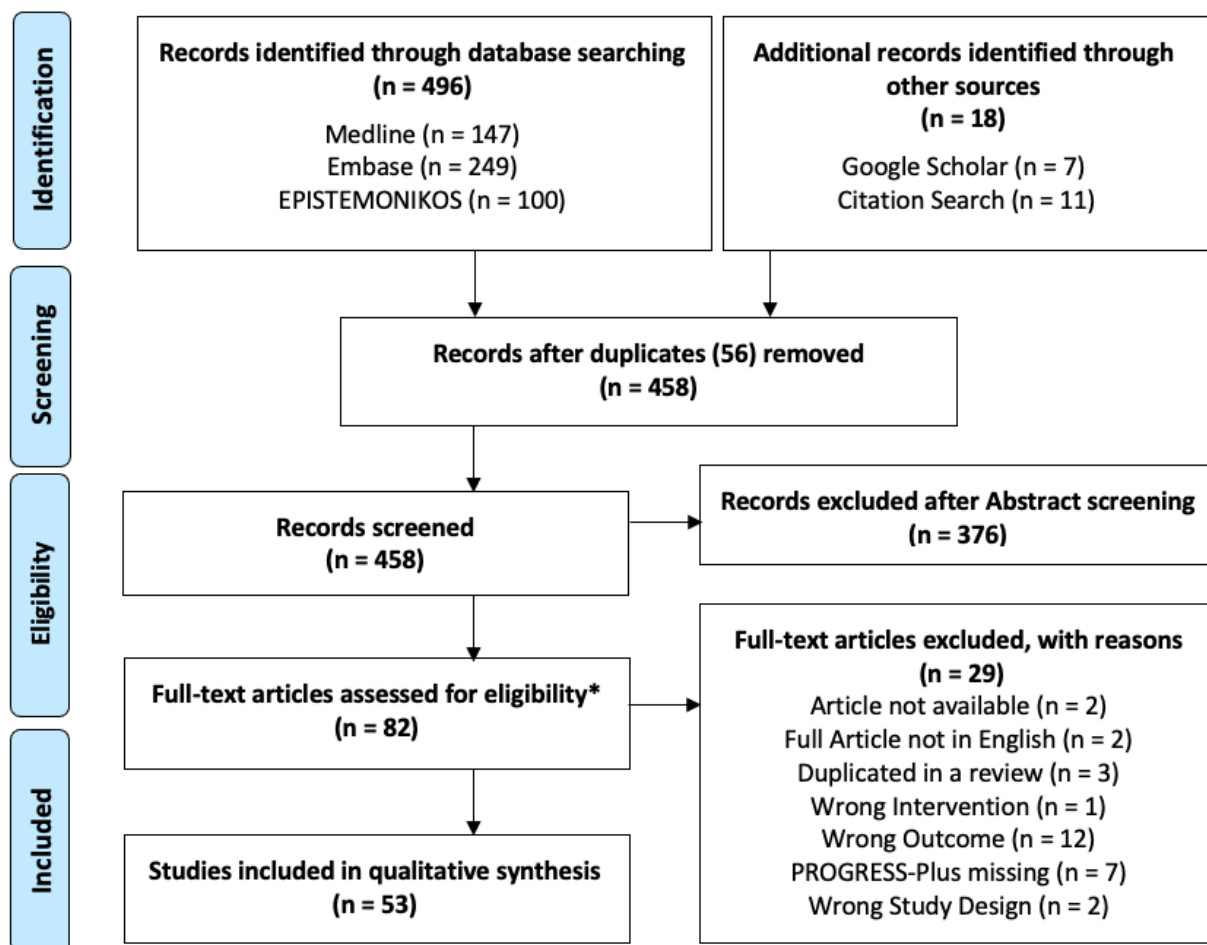 Identification
Records identified through database searching
(n = 496)
Medline (n = 147)
Embase (n = 249)
EPISTEMONIKOS (n = 100)
Additional records identified through
other sources
(n = 18)
Google Scholar (n = 7)
Citation Search (n = 11)
Screening
Records after duplicates (56) removed
(n = 458)
Eligibility
Records screened
(n = 458)
Records excluded after Abstract screening
(n = 376)
Full-text articles assessed for eligibility*
(n = 82)
Full-text articles excluded, with reasons
(n = 29)
Article not available (n = 2)
Full Article not in English (n = 2)
Duplicated in a review (n = 3)
Wrong Intervention (n = 1)
Wrong Outcome (n = 12)
PROGRESS-Plus missing (n = 7)
Wrong Study Design (n = 2)
Included
Studies included in qualitative synthesis
(n = 53)